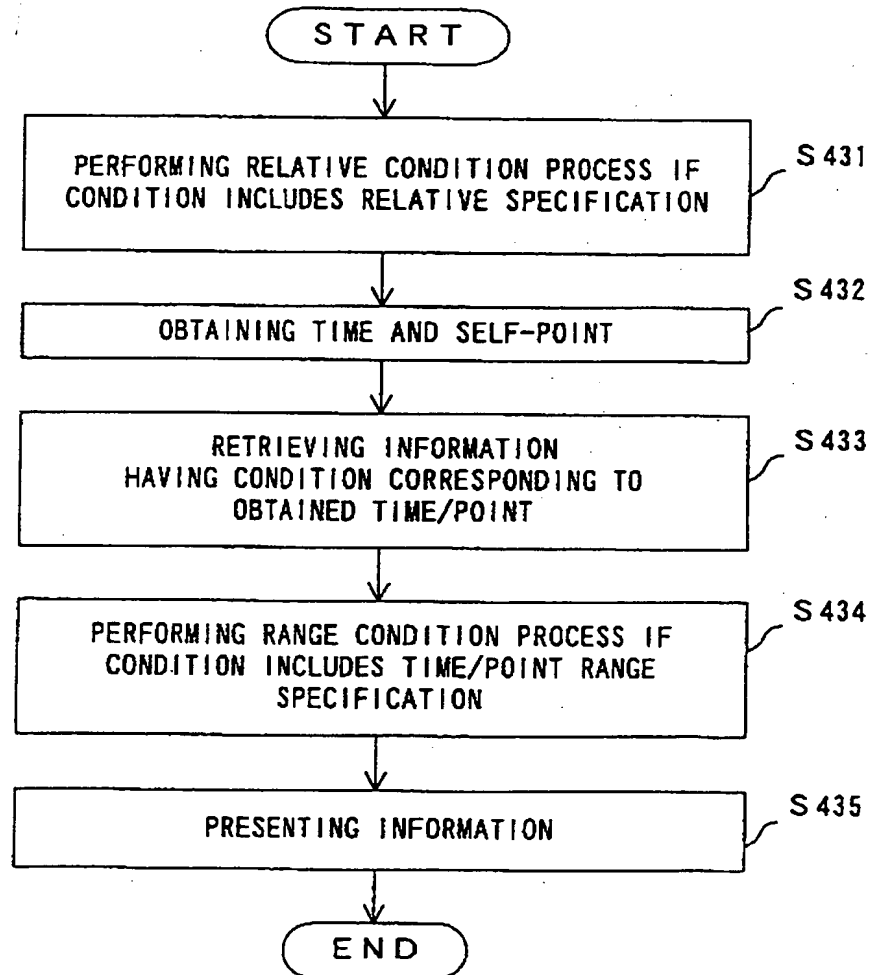 START
PERFORMING RELATIVE CONDITION PROCESS IF
CONDITION INCLUDES RELATIVE SPECIFICATION
S431
OBTAINING TIME AND SELF-POINT
S432
RETRIEVING INFORMATION
HAVING CONDITION CORRESPONDING TO
OBTAINED TIME/POINT
S433
PERFORMING RANGE CONDITION PROCESS IF
CONDITION INCLUDES TIME/POINT RANGE
SPECIFICATION
S434
PRESENTING INFORMATION
S435
END